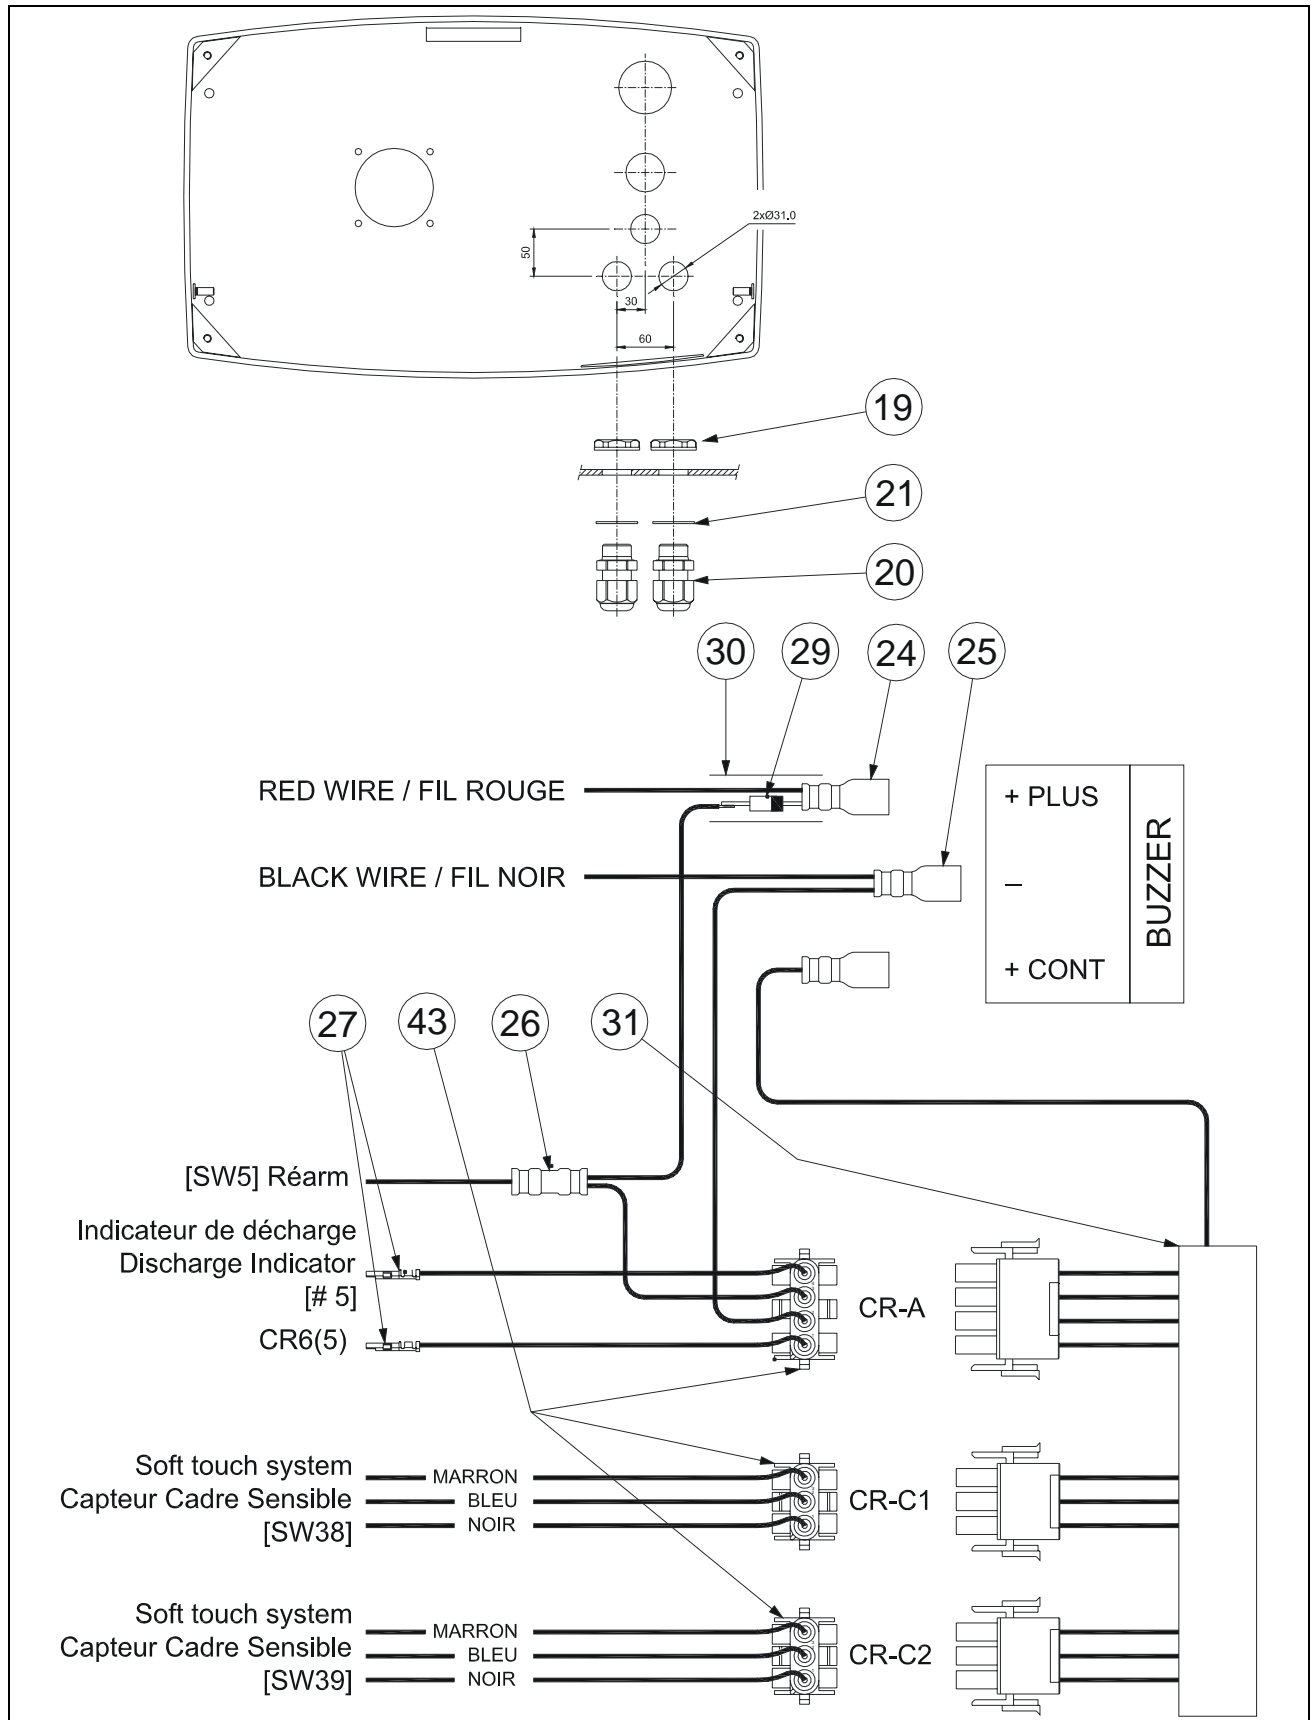 2xØ31.0
50
30
60
19
21
20
30
29
24
25
RED WIRE / FIL ROUGE
+ PLUS
BLACK WIRE / FIL NOIR
–
BUZZER
+ CONT
27
43
26
31
[SW5] Réarm
Indicateur de décharge
Discharge Indicator
[# 5]
CR-A
CR6(5)
Soft touch system
Capteur Cadre Sensible
[SW38]
MARRON
BLEU
NOIR
CR-C1
Soft touch system
Capteur Cadre Sensible
[SW39]
MARRON
BLEU
NOIR
CR-C2